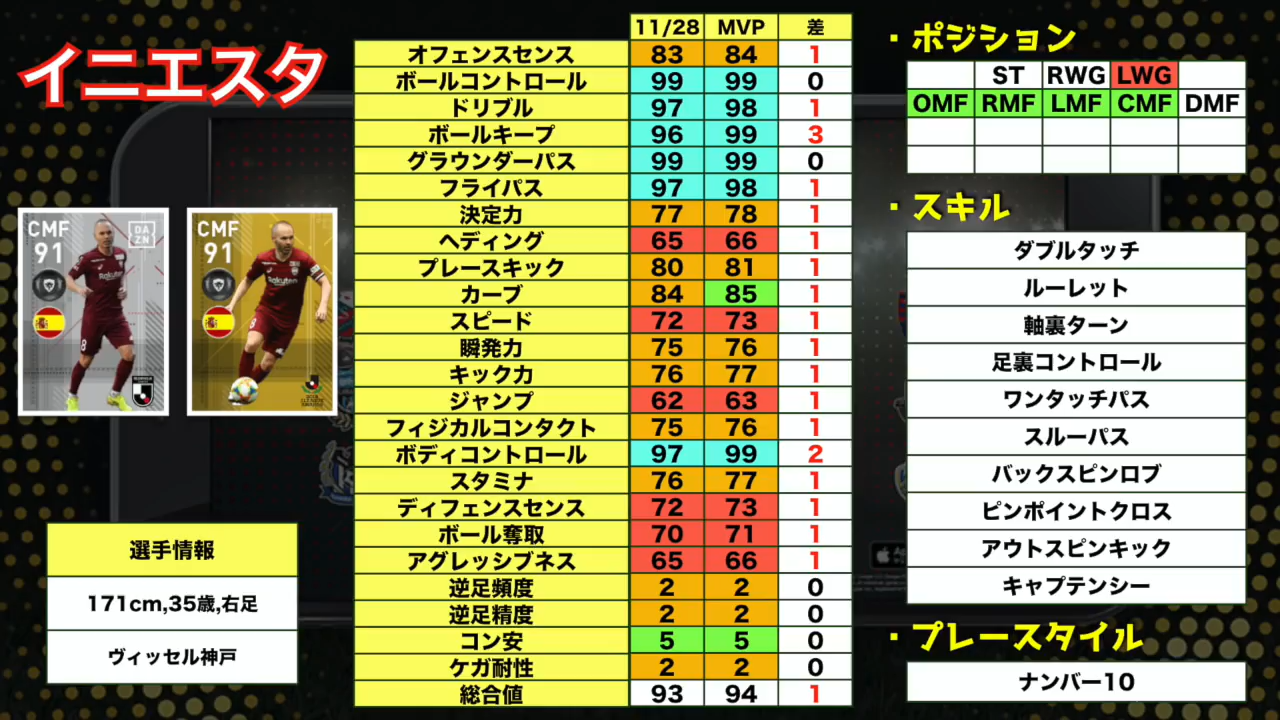 イニエスタ
CMF
91
DA
ZN
Rakuten
8
CMF
91
Rakuten
8
選手情報
171cm,35歳,右足
ヴィッセル神戸
11/28 MVP 差
オフェンスセンス 83 84 1
ボールコントロール 99 99 0
ドリブル 97 98 1
ボールキープ 96 99 3
グラウンダーパス 99 99 0
フライパス 97 98 1
決定力 77 78 1
ヘディング 65 66 1
プレースキック 80 81 1
カーブ 84 85 1
スピード 72 73 1
瞬発力 75 76 1
キック力 76 77 1
ジャンプ 62 63 1
フィジカルコンタクト 75 76 1
ボディコントロール 97 99 2
スタミナ 76 77 1
ディフェンスセンス 72 73 1
ボール奪取 70 71 1
アグレッシブネス 65 66 1
逆足頻度 2 2 0
逆足精度 2 2 0
コン安 5 5 0
ケガ耐性 2 2 0
総合値 93 94 1
・ポジション
ST RWG LWG
OMF RMF LMF CMF DMF
・スキル
ダブルタッチ
ルーレット
軸裏ターン
足裏コントロール
ワンタッチパス
スルーパス
バックスピンロブ
ピンポイントクロス
アウトスピンキック
キャプテンシー
・プレースタイル
ナンバー10